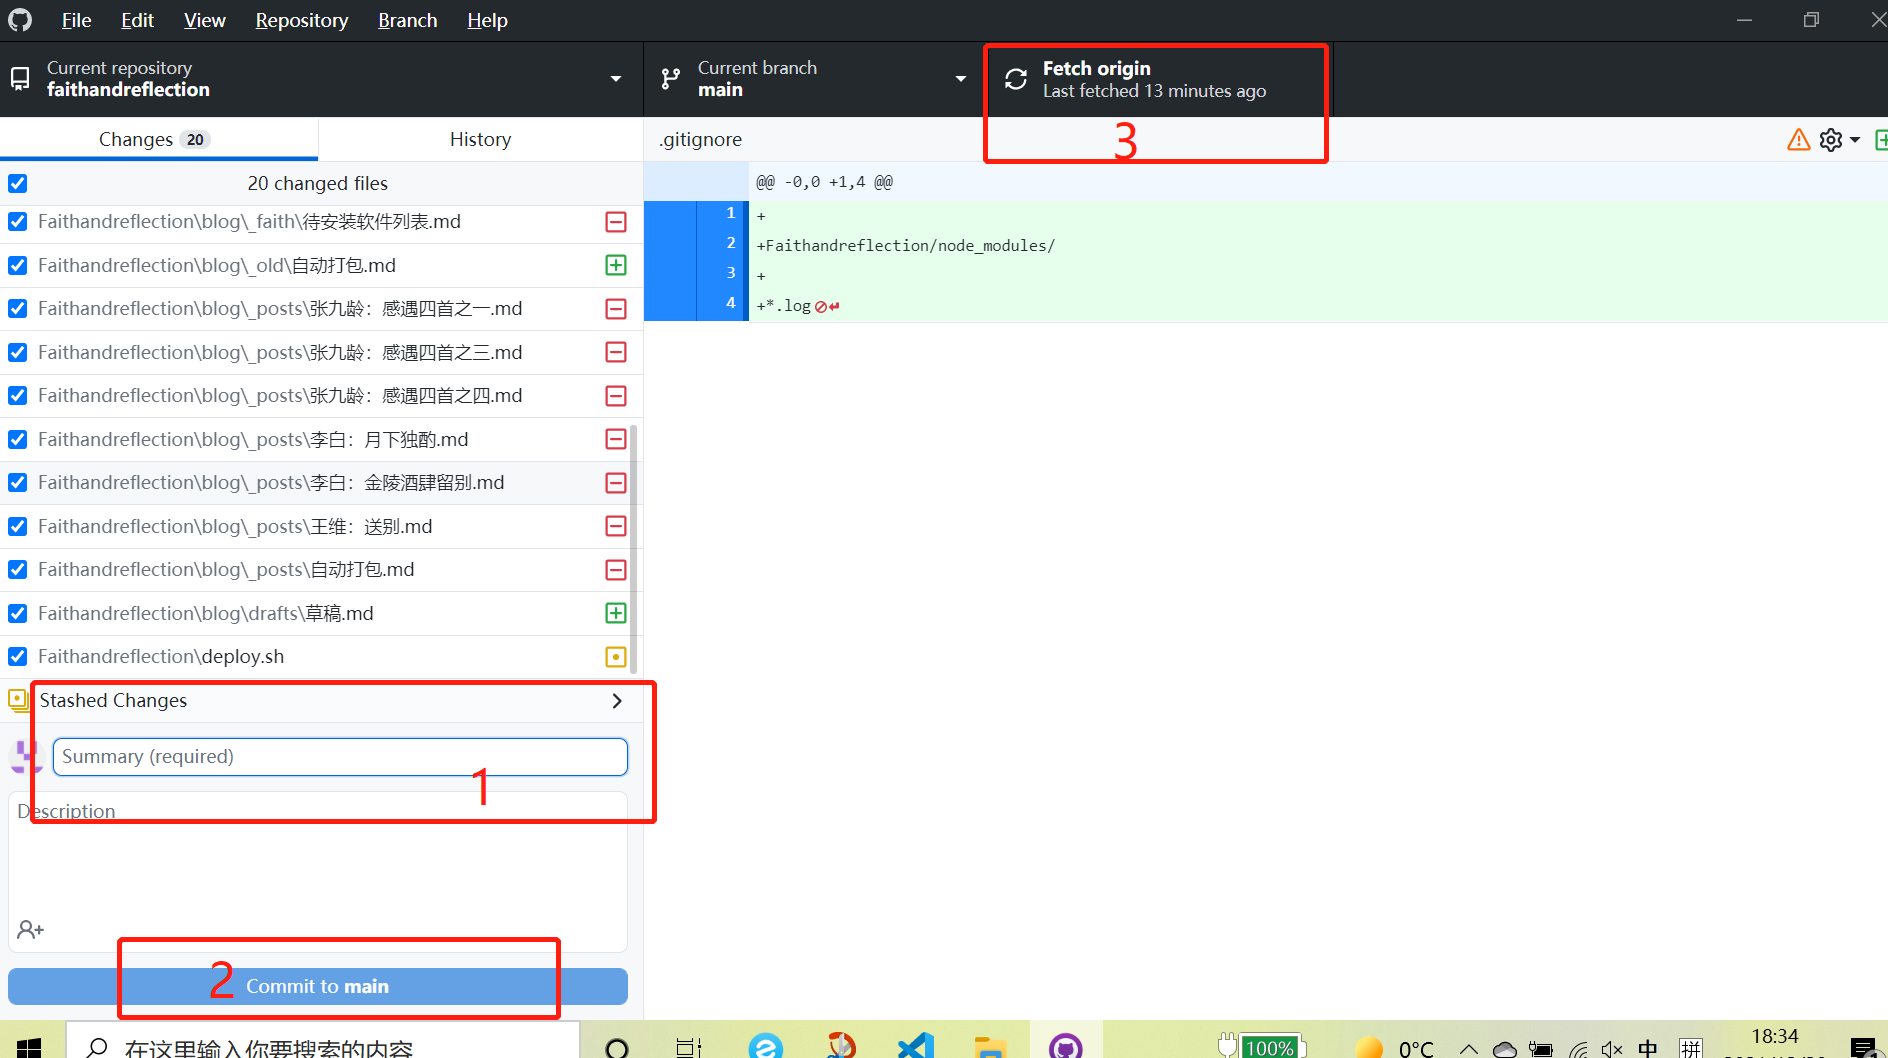 File Edit View Repository Branch Help
Current repository
faithandreflection
Current branch
main
Fetch origin
Last fetched 13 minutes ago
3
Changes 20
History
.gitignore
20 changed files
@@ -0,0 +1,4 @@
1 +
2 +Faithandreflection/node_modules/
3 +
4 +*.log
Faithandreflection\blog\_faith\待安装软件列表.md
Faithandreflection\blog\_old\自动打包.md
Faithandreflection\blog\_posts\张九龄：感遇四首之一.md
Faithandreflection\blog\_posts\张九龄：感遇四首之三.md
Faithandreflection\blog\_posts\张九龄：感遇四首之四.md
Faithandreflection\blog\_posts\李白：月下独酌.md
Faithandreflection\blog\_posts\李白：金陵酒肆留别.md
Faithandreflection\blog\_posts\王维：送别.md
Faithandreflection\blog\_posts\自动打包.md
Faithandreflection\blog\drafts\草稿.md
Faithandreflection\deploy.sh
Stashed Changes
Summary (required)
1
Description
2
Commit to main
在这里输入你要搜索的内容
100%
0°C
中
拼
18:34